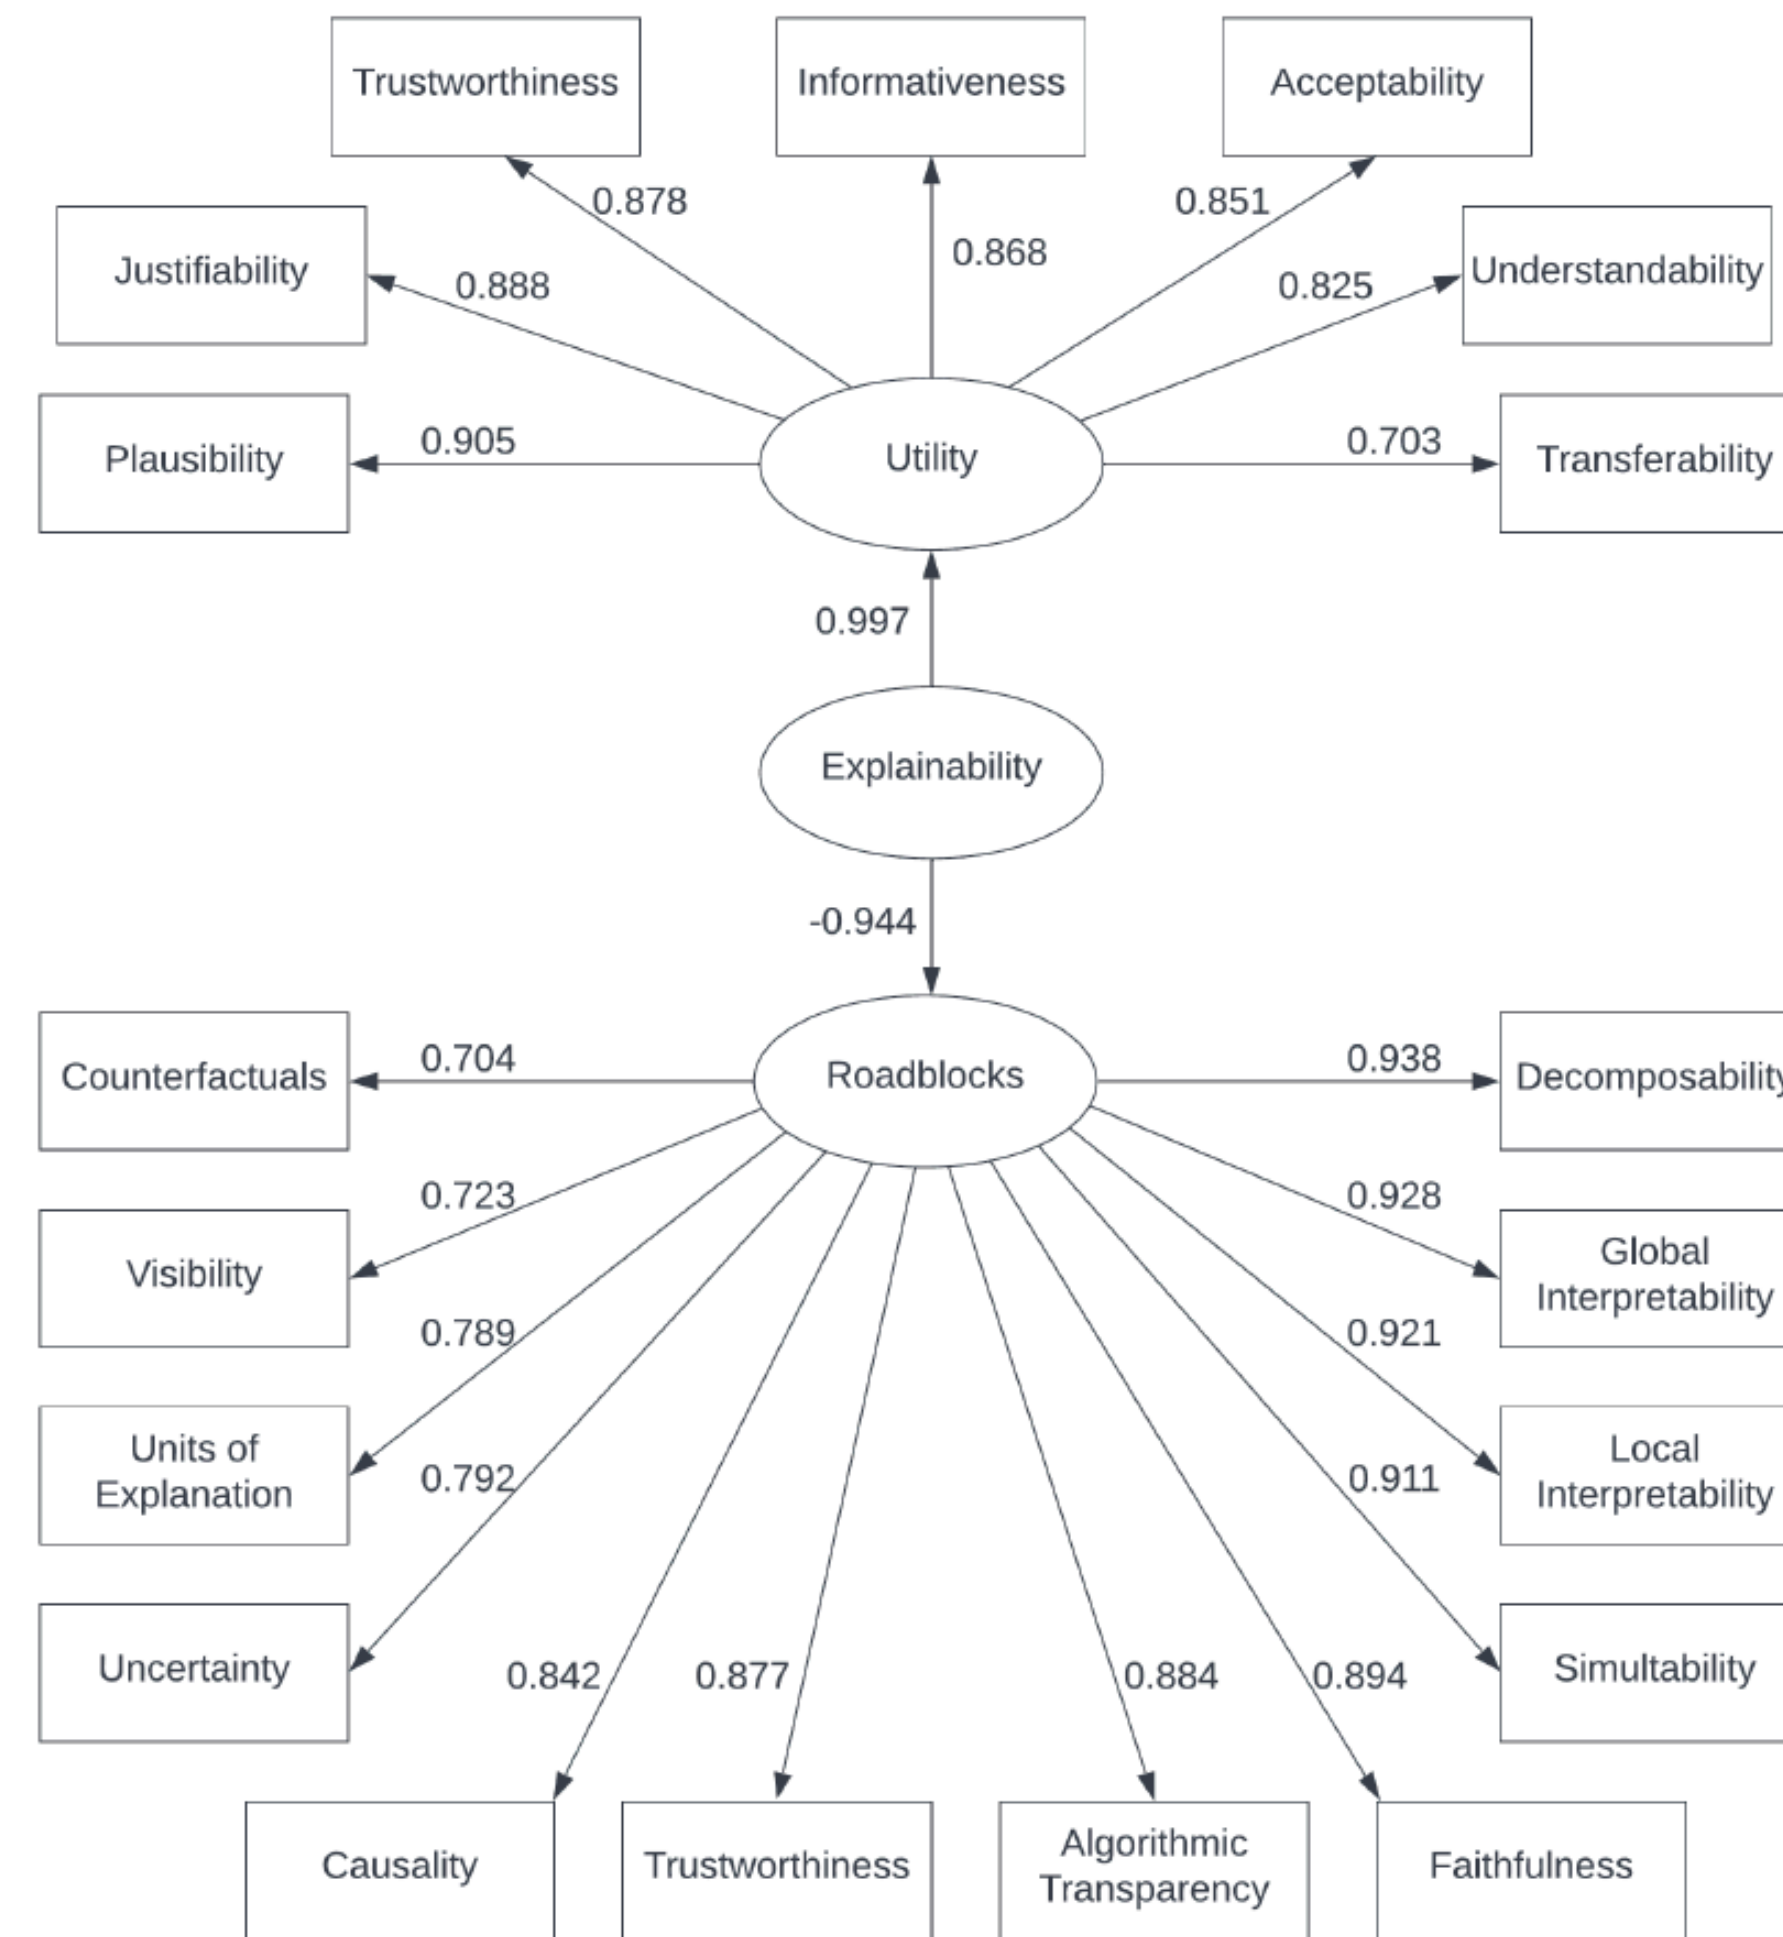 Trustworthiness
Informativeness
Acceptability
0.878
0.851
0.868
Justifiability
0.888
0.825
Understandability
Plausibility
0.905
Utility
0.703
Transferability
0.997
Explainability
-0.944
Counterfactuals
0.704
Roadblocks
0.938
Decomposability
0.723
0.928
Visibility
Global
Interpretability
0.789
0.921
Units of
Explanation
Local
Interpretability
0.792
0.911
Uncertainty
Simultability
0.842
0.877
0.884
0.894
Causality
Trustworthiness
Algorithmic
Transparency
Faithfulness